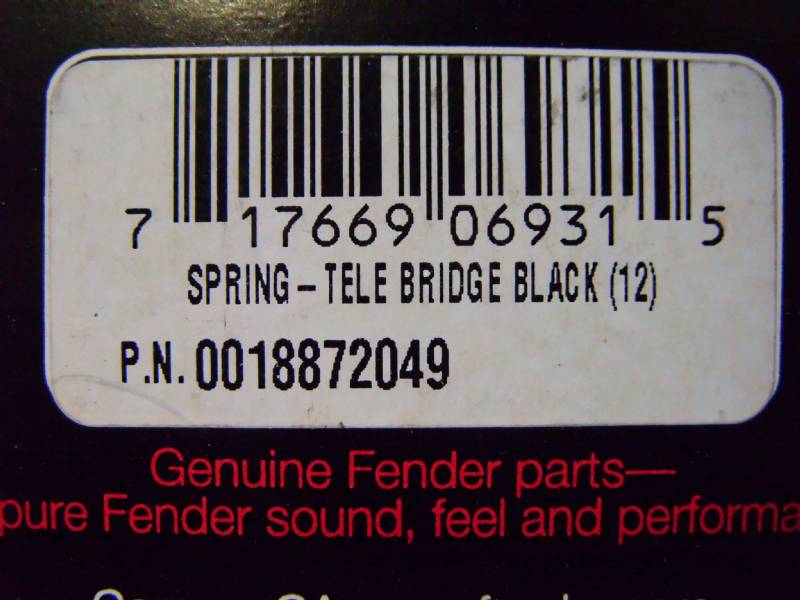 7 17669 06931 5
SPRING – TELE BRIDGE BLACK (12)
P.N. 0018872049
Genuine Fender parts—
pure Fender sound, feel and performa